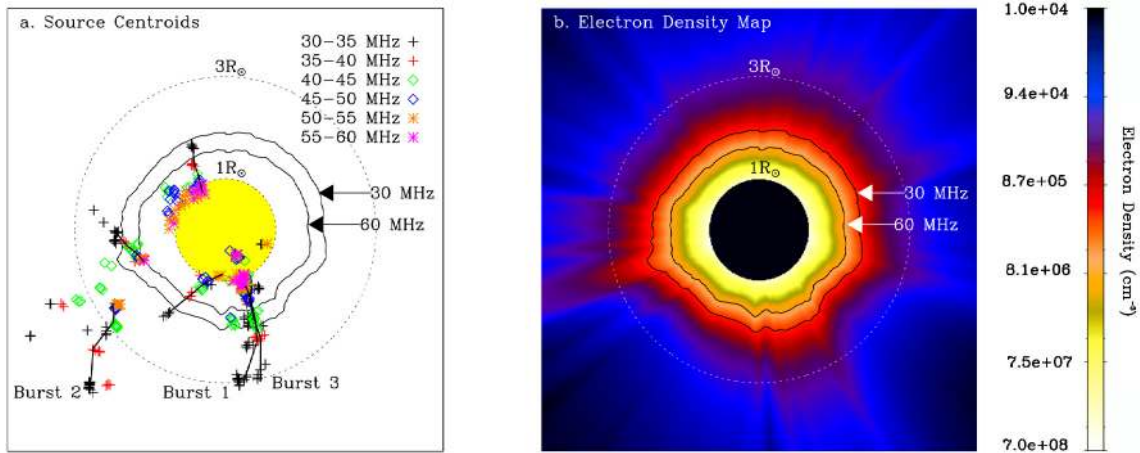 a. Source Centroids
30-35 MHz +
35-40 MHz +
40-45 MHz ◇
45-50 MHz ◇
50-55 MHz ✳
55-60 MHz ✳
3R⊙
1R⊙
30 MHz
60 MHz
Burst 2
Burst 1
Burst 3
b. Electron Density Map
3R⊙
1R⊙
30 MHz
60 MHz
1.0e+04
9.4e+04
8.7e+05
8.1e+06
7.5e+07
7.0e+08
Electron Density (cm⁻³)